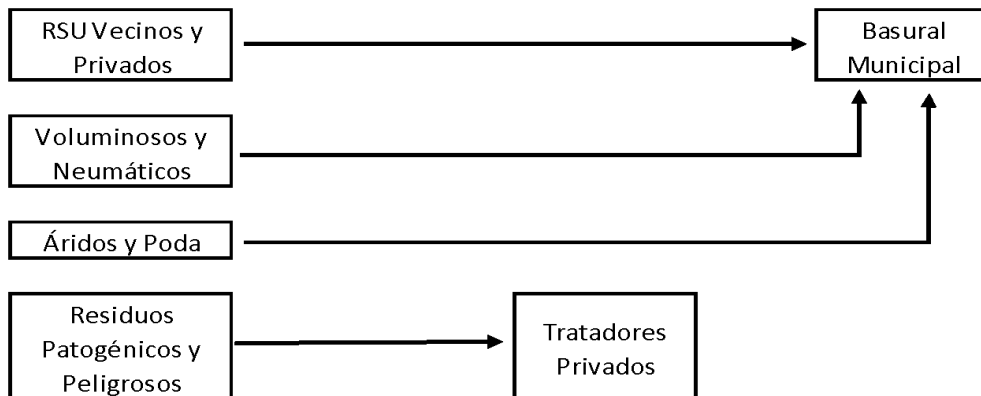 RSU Vecinos y
Privados
Basural
Municipal
Voluminosos y
Neumáticos
Áridos y Poda
Residuos
Patogénicos y
Peligrosos
Tratadores
Privados